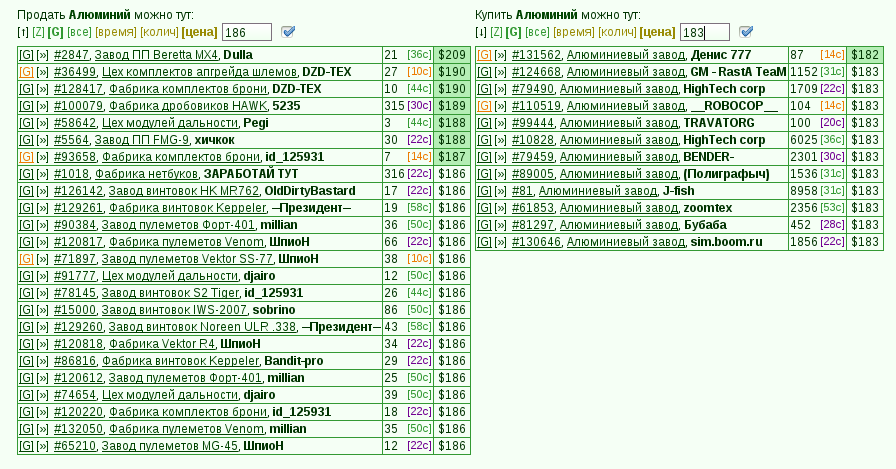 Продать Алюминий можно тут:
[↑] [Z] [G] [все] [время] [колич] [цена] 186
[G] [»] #2847, Завод ПП Beretta MX4, Dulla 21 [36c] $209
[G] [»] #36499, Цех комплектов апгрейда шлемов, DZD-TEX 27 [10c] $190
[G] [»] #128417, Фабрика комплектов брони, DZD-TEX 10 [44c] $190
[G] [»] #100079, Фабрика дробовиков HAWK, 5235 315 [30c] $189
[G] [»] #58642, Цех модулей дальности, Pegi 3 [44c] $188
[G] [»] #5564, Завод ПП FMG-9, хичкок 30 [22c] $188
[G] [»] #93658, Фабрика комплектов брони, id_125931 7 [14c] $187
[G] [»] #1018, Фабрика нетбуков, ЗАРАБОТАЙ ТУТ 316 [22c] $186
[G] [»] #126142, Завод винтовок HK MR762, OldDirtyBastard 17 [22c] $186
[G] [»] #129261, Фабрика винтовок Keppeler, ─Президент─ 19 [58c] $186
[G] [»] #90384, Завод пулеметов Форт-401, millian 36 [50c] $186
[G] [»] #120817, Фабрика пулеметов Venom, ШпиоН 66 [22c] $186
[G] [»] #71897, Завод пулеметов Vektor SS-77, ШпиоН 38 [10c] $186
[G] [»] #91777, Цех модулей дальности, djairo 12 [50c] $186
[G] [»] #78145, Завод винтовок S2 Tiger, id_125931 26 [44c] $186
[G] [»] #15000, Завод винтовок IWS-2007, sobrino 86 [50c] $186
[G] [»] #129260, Завод винтовок Noreen ULR .338, ─Президент─ 43 [58c] $186
[G] [»] #120818, Фабрика Vektor R4, ШпиоН 34 [22c] $186
[G] [»] #86816, Фабрика винтовок Keppeler, Bandit-pro 29 [22c] $186
[G] [»] #120612, Завод пулеметов Форт-401, millian 25 [50c] $186
[G] [»] #74654, Цех модулей дальности, djairo 39 [50c] $186
[G] [»] #120220, Фабрика комплектов брони, id_125931 18 [22c] $186
[G] [»] #132050, Фабрика пулеметов Venom, millian 35 [50c] $186
[G] [»] #65210, Завод пулеметов MG-45, ШпиоН 12 [22c] $186
Купить Алюминий можно тут:
[↓] [Z] [G] [все] [время] [колич] [цена] 183
[G] [»] #131562, Алюминиевый завод, Денис 777 87 [14c] $182
[G] [»] #124668, Алюминиевый завод, GM - RastA TeaM 1152 [31c] $183
[G] [»] #79490, Алюминиевый завод, HighTech corp 1709 [22c] $183
[G] [»] #110519, Алюминиевый завод, __ROBOCOP__ 104 [14c] $183
[G] [»] #99444, Алюминиевый завод, TRAVATORG 100 [20c] $183
[G] [»] #10828, Алюминиевый завод, HighTech corp 6025 [36c] $183
[G] [»] #79459, Алюминиевый завод, BENDER- 2301 [30c] $183
[G] [»] #89005, Алюминиевый завод, (Полиграфыч) 1536 [31c] $183
[G] [»] #81, Алюминиевый завод, J-fish 8958 [31c] $183
[G] [»] #61853, Алюминиевый завод, zoomtex 2356 [53c] $183
[G] [»] #81297, Алюминиевый завод, Бубаба 452 [28c] $183
[G] [»] #130646, Алюминиевый завод, sim.boom.ru 1856 [22c] $183